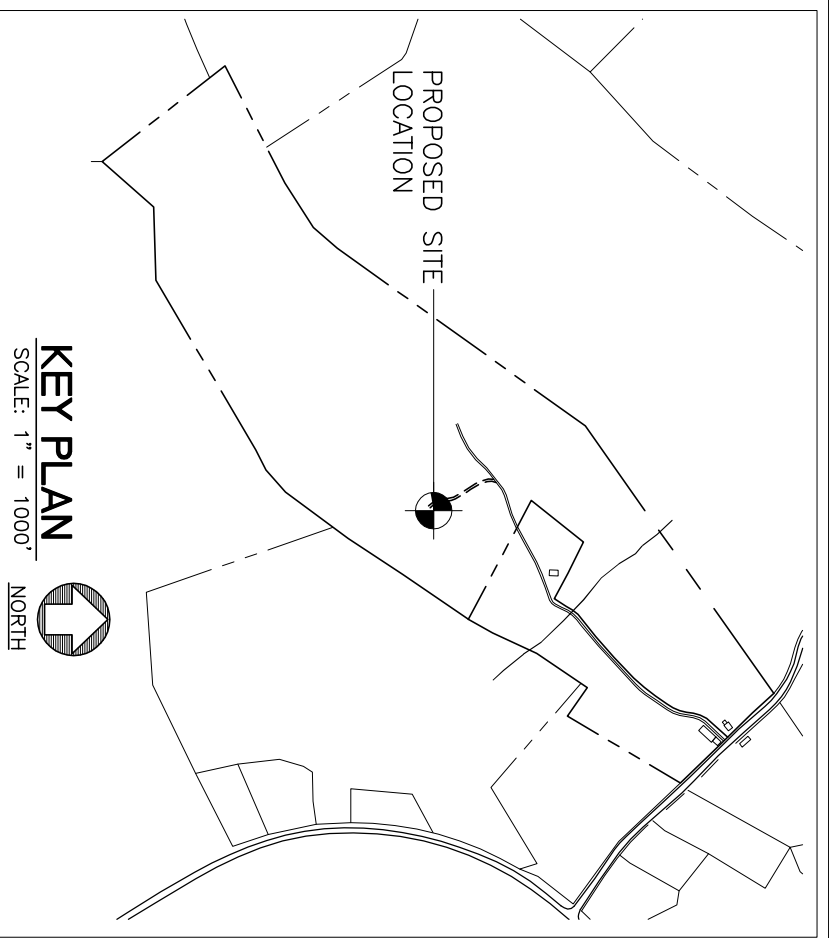 PROPOSED SITE
LOCATION
KEY PLAN
SCALE: 1" = 1000'
NORTH